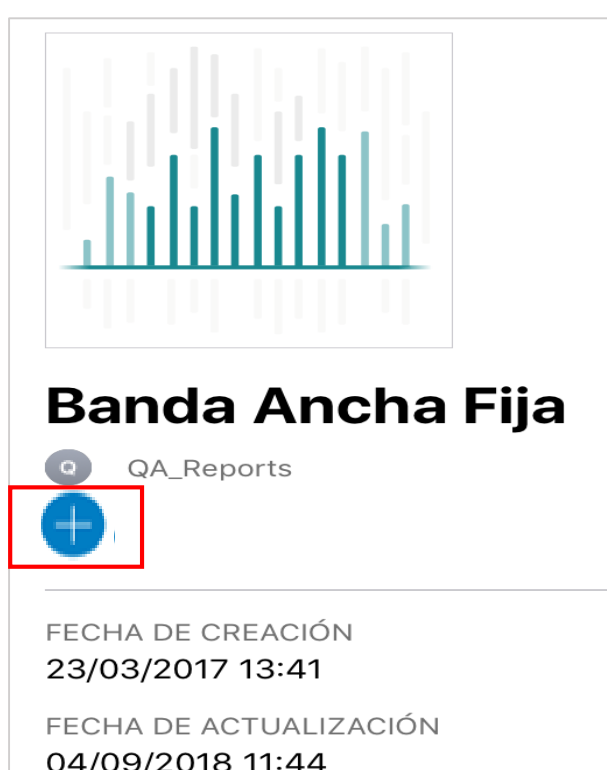 Banda Ancha Fija
Q QA_Reports
FECHA DE CREACIÓN
23/03/2017 13:41
FECHA DE ACTUALIZACIÓN
04/09/2018 11:44